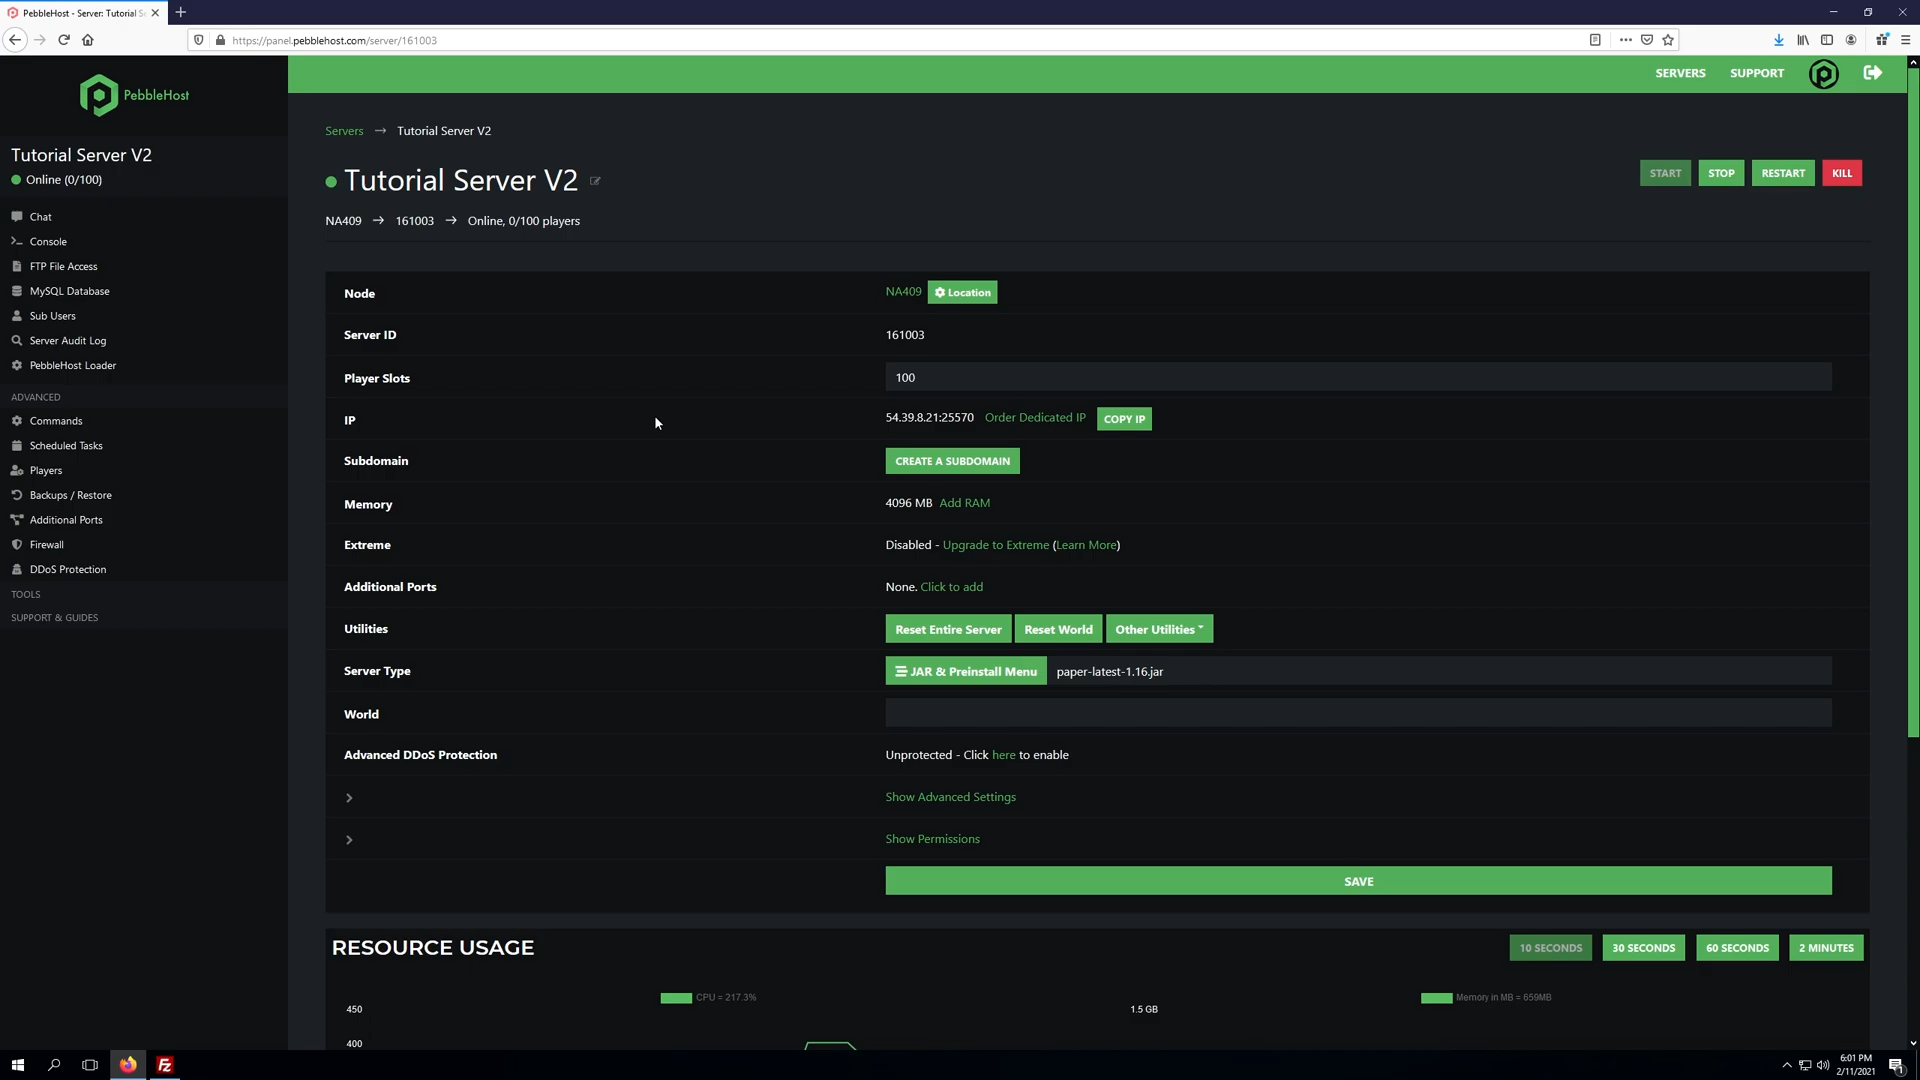 PebbleHost - Server: Tutorial S
https://panel.pebblehost.com/server/161003
PebbleHost
SERVERS
SUPPORT
Tutorial Server V2
Online (0/100)
Chat
Console
FTP File Access
MySQL Database
Sub Users
Server Audit Log
PebbleHost Loader
ADVANCED
Commands
Scheduled Tasks
Players
Backups / Restore
Additional Ports
Firewall
DDoS Protection
TOOLS
SUPPORT & GUIDES
Servers → Tutorial Server V2
Tutorial Server V2
START STOP RESTART KILL
NA409 → 161003 → Online, 0/100 players
Node NA409 Location
Server ID 161003
Player Slots 100
IP 54.39.8.21:25570 Order Dedicated IP COPY IP
Subdomain CREATE A SUBDOMAIN
Memory 4096 MB Add RAM
Extreme Disabled - Upgrade to Extreme (Learn More)
Additional Ports None. Click to add
Utilities Reset Entire Server Reset World Other Utilities
Server Type JAR & Preinstall Menu paper-latest-1.16.jar
World
Advanced DDoS Protection Unprotected - Click here to enable
Show Advanced Settings
Show Permissions
SAVE
RESOURCE USAGE 10 SECONDS 30 SECONDS 60 SECONDS 2 MINUTES
CPU = 217.3% Memory in MB = 659MB
450 1.5 GB
400
6:01 PM
2/11/2021